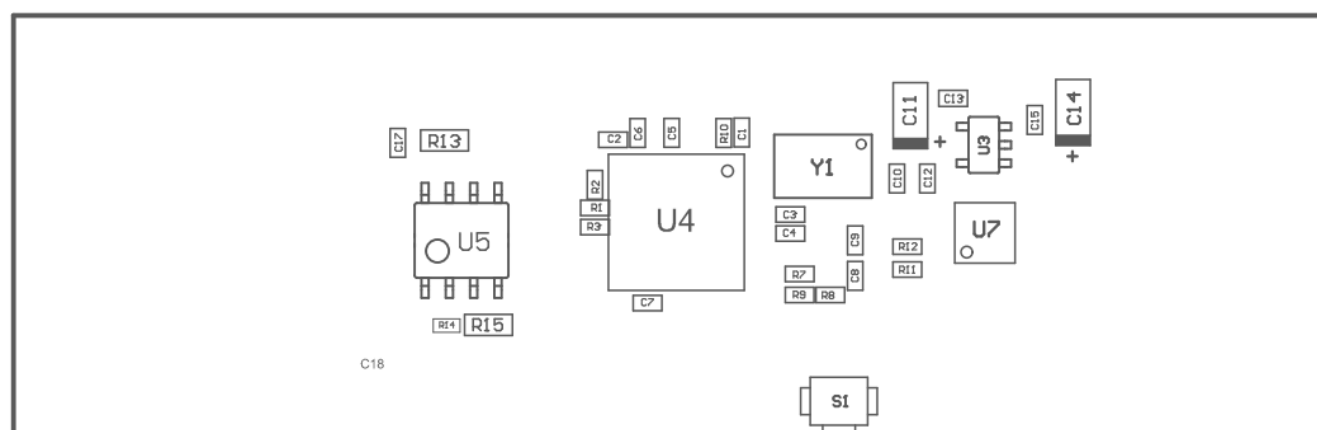 C11
C13
C15
C14
C17
R13
C2
C6
C5
R10
C1
Y1
U3
+
+
C10
C12
R2
R1
R3
U4
U5
C3
C4
C9
R12
R11
U7
R7
C8
R9
R8
C7
R14
R15
C18
S1